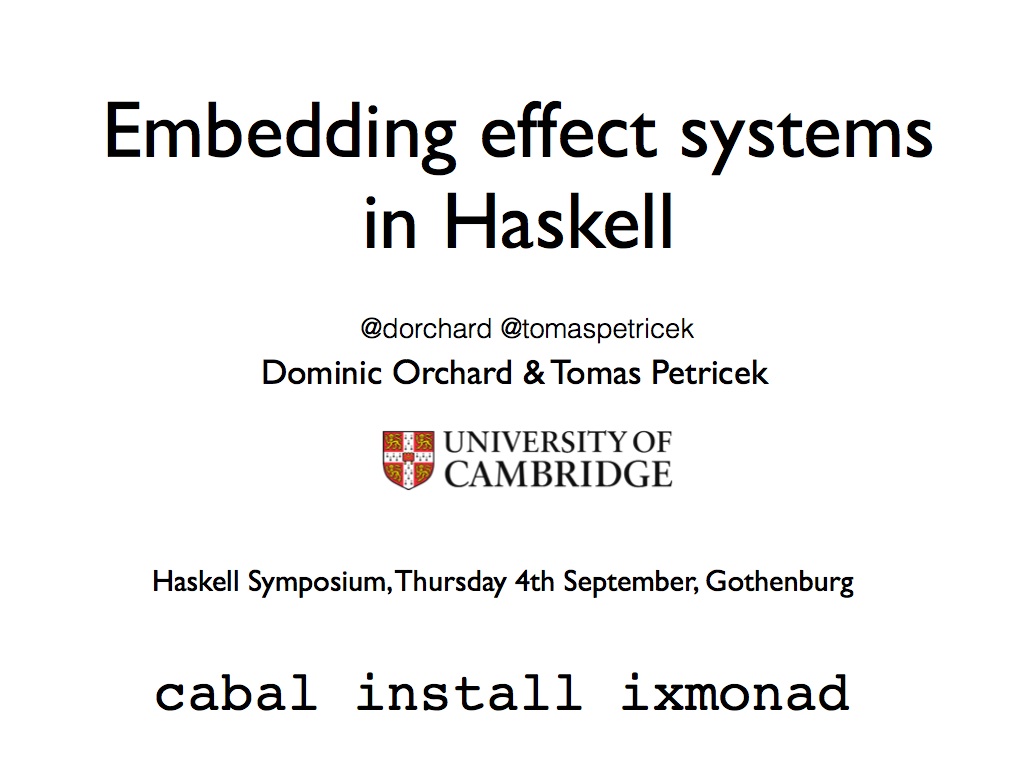 Embedding effect systems
in Haskell
@dorchard @tomaspetricek
Dominic Orchard & Tomas Petricek
UNIVERSITY OF
CAMBRIDGE
Haskell Symposium, Thursday 4th September, Gothenburg
cabal install ixmonad